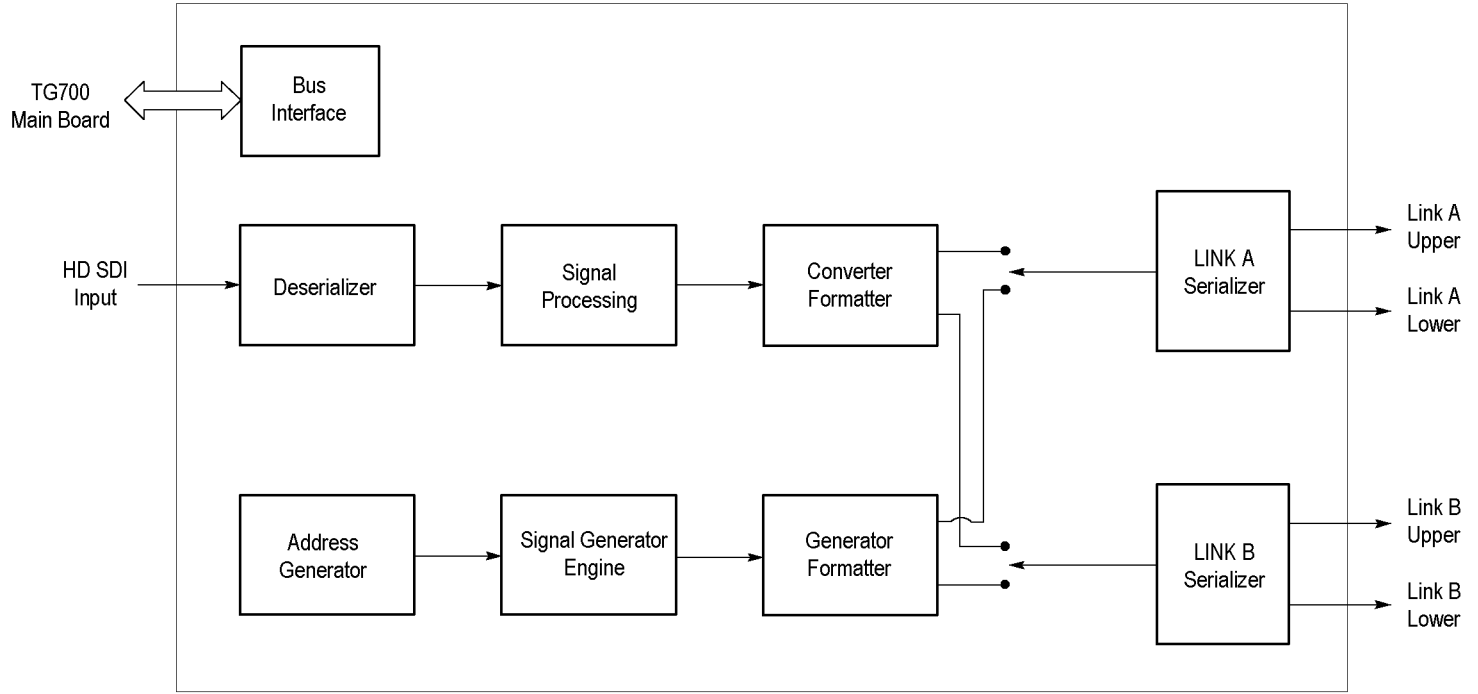 TG700
Main Board
Bus
Interface
HD SDI
Input
Deserializer
Signal
Processing
Converter
Formatter
LINK A
Serializer
Link A
Upper
Link A
Lower
Address
Generator
Signal Generator
Engine
Generator
Formatter
LINK B
Serializer
Link B
Upper
Link B
Lower